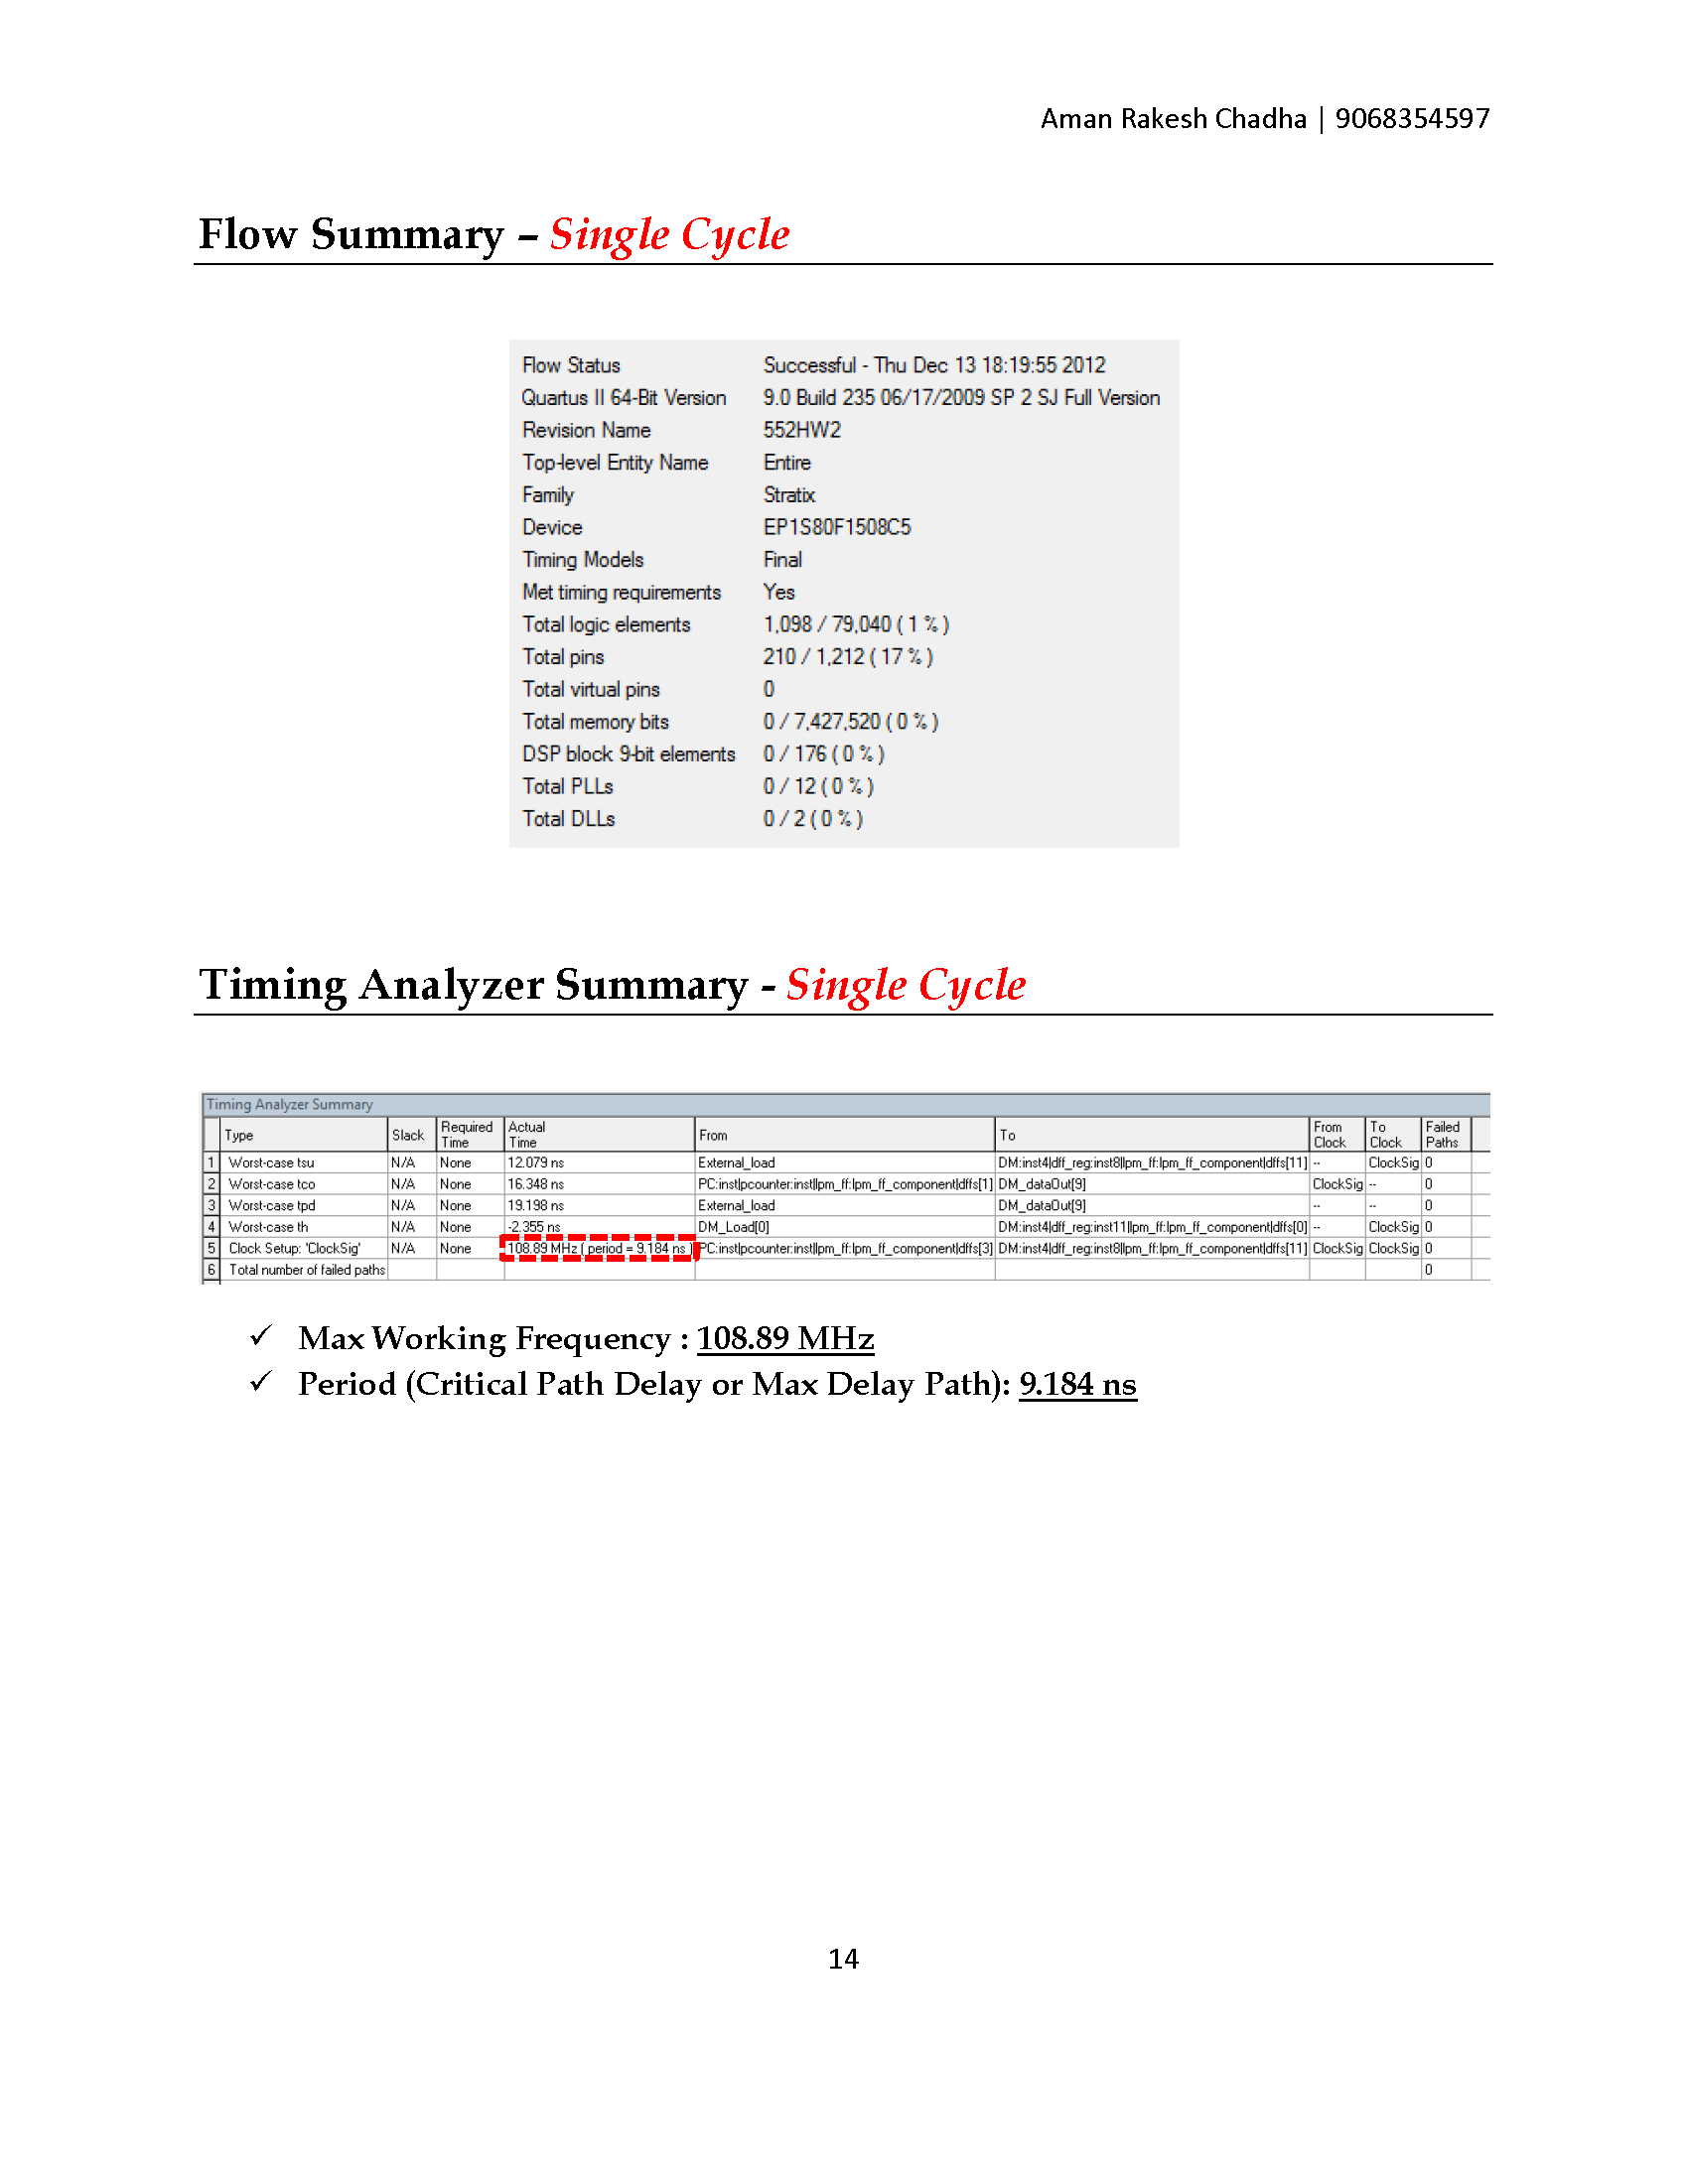 Aman Rakesh Chadha | 9068354597
Flow Summary – Single Cycle
Flow Status Successful - Thu Dec 13 18:19:55 2012
Quartus II 64-Bit Version 9.0 Build 235 06/17/2009 SP 2 SJ Full Version
Revision Name 552HW2
Top-level Entity Name Entire
Family Stratix
Device EP1S80F1508C5
Timing Models Final
Met timing requirements Yes
Total logic elements 1,098 / 79,040 ( 1 % )
Total pins 210 / 1,212 ( 17 % )
Total virtual pins 0
Total memory bits 0 / 7,427,520 ( 0 % )
DSP block 9-bit elements 0 / 176 ( 0 % )
Total PLLs 0 / 12 ( 0 % )
Total DLLs 0 / 2 ( 0 % )
Timing Analyzer Summary - Single Cycle
Timing Analyzer Summary
Type Slack Required Time Actual Time From To From Clock To Clock Failed Paths
1 Worst-case tsu N/A None 12.079 ns External_load DM:inst4|dff_reg:inst8|lpm_ff:lpm_ff_component|dffs[11] -- ClockSig 0
2 Worst-case tco N/A None 16.348 ns PC:inst|pcounter:inst|lpm_ff:lpm_ff_component|dffs[1] DM_dataOut[9] ClockSig -- 0
3 Worst-case tpd N/A None 19.198 ns External_load DM_dataOut[9] -- -- 0
4 Worst-case th N/A None -2.355 ns DM_Load[0] DM:inst4|dff_reg:inst11|lpm_ff:lpm_ff_component|dffs[0] -- ClockSig 0
5 Clock Setup: 'ClockSig' N/A None 108.89 MHz ( period = 9.184 ns ) PC:inst|pcounter:inst|lpm_ff:lpm_ff_component|dffs[3] DM:inst4|dff_reg:inst8|lpm_ff:lpm_ff_component|dffs[11] ClockSig ClockSig 0
6 Total number of failed paths 0
✓ Max Working Frequency : 108.89 MHz
✓ Period (Critical Path Delay or Max Delay Path): 9.184 ns
14